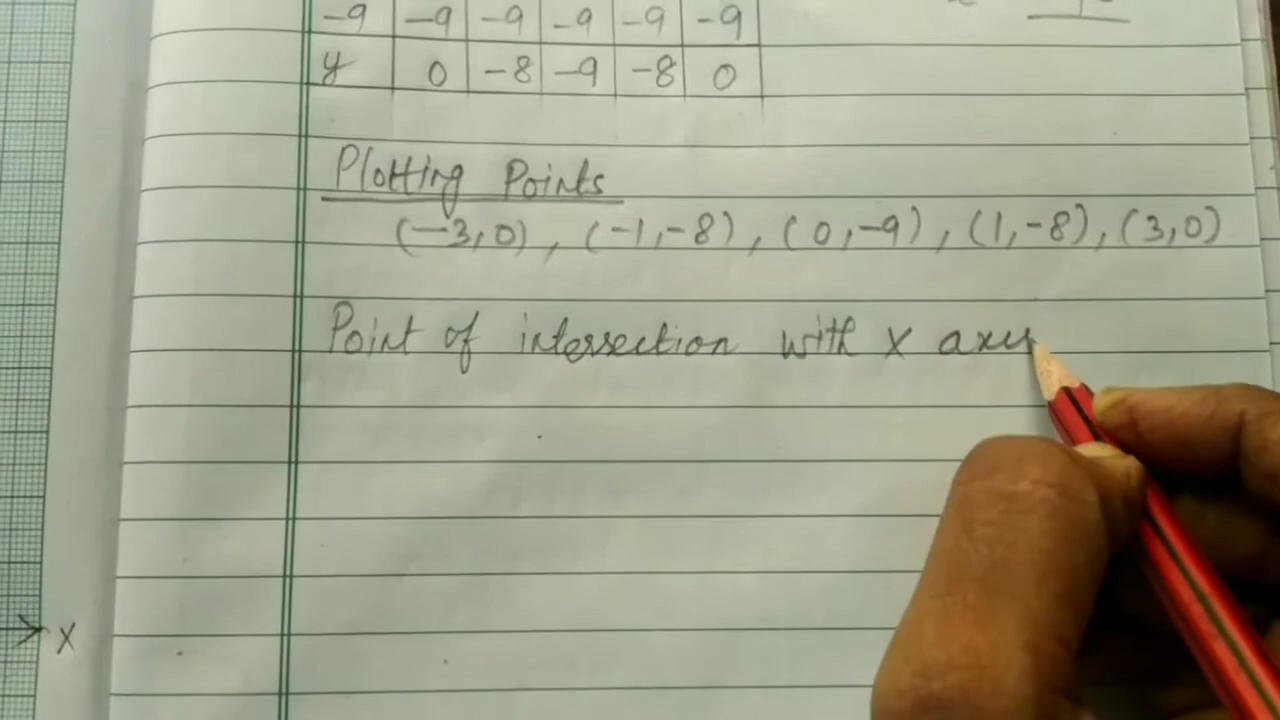 -9 -9 -9 -9 -9 -9
y 0 -8 -9 -8 0
Plotting Points
(-3,0), (-1,-8), (0,-9), (1,-8), (3,0)
Point of intersection with X axis
X